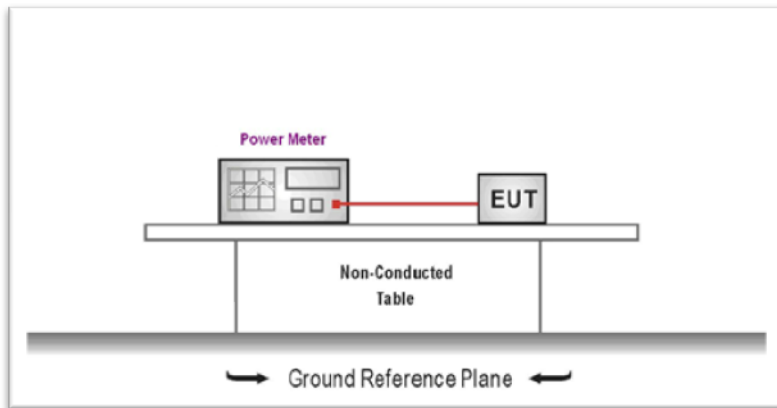 Power Meter
EUT
Non-Conducted
Table
Ground Reference Plane